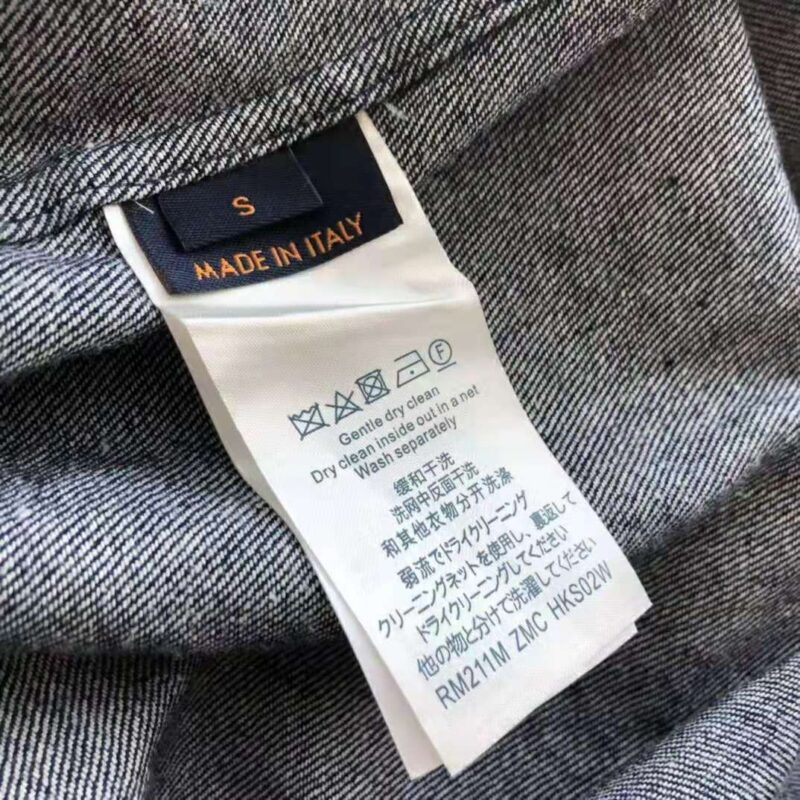 S
MADE IN ITALY
F
Gentle dry clean
Dry clean inside out in a net
Wash separately
缓和干洗
洗网中反面干洗
和其他衣物分开洗涤
弱流でドライクリーニング
クリーニングネットを使用し、裏返して
ドライクリーニングしてください
他の物と分けて洗濯してください
RM211M ZMC HKS02W